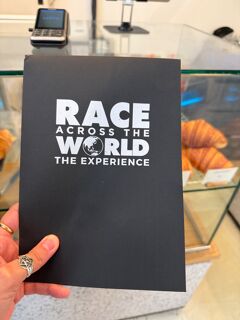 RACE
ACROSS THE
WORLD
THE EXPERIENCE